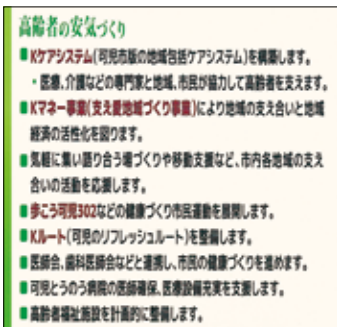 高齢者の安気づくり
■Kケアシステム(可児市版の地域包括ケアシステム)を構築します。
・医療、介護などの専門家と地域、市民が協力して高齢者を支えます。
■Kマネー事業(支え愛地域づくり事業)により地域の支え合いと地域
経済の活性化を図ります。
■気軽に集い語り合う場づくりや移動支援など、市内各地域の支え
合いの活動を応援します。
■歩こう可児302などの健康づくり市民運動を展開します。
■Kルート(可児のリフレッシュルート)を整備します。
■医師会、歯科医師会などと連携し、市民の健康づくりを進めます。
■可児とうのう病院の医師確保、医療設備充実を支援します。
■高齢者福祉施設を計画的に整備します。